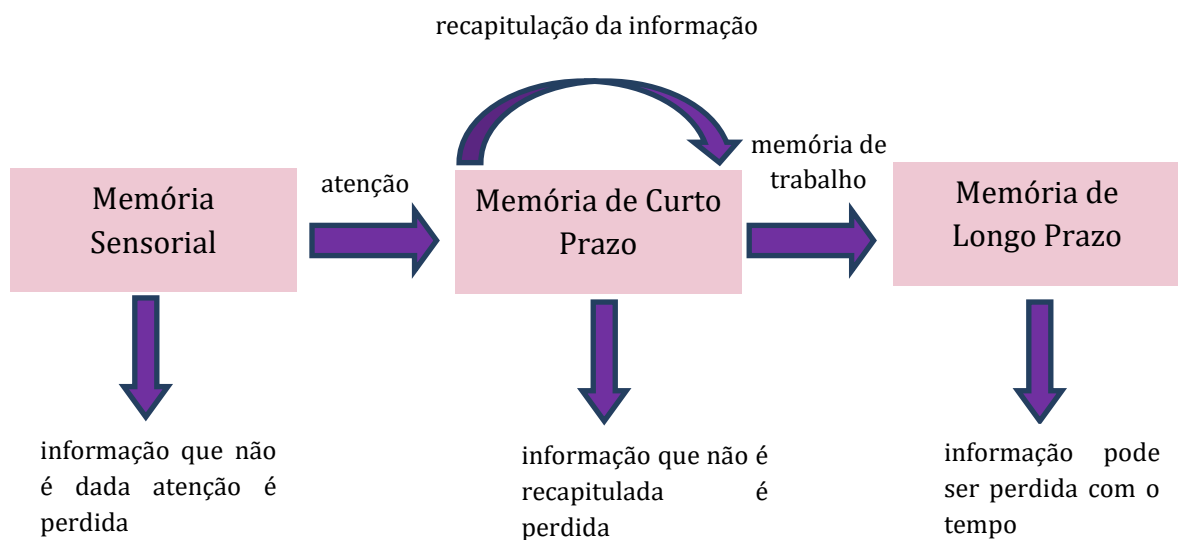 recapitulação da informação
memória de
trabalho
atenção
Memória
Sensorial
Memória de Curto
Prazo
Memória de
Longo Prazo
informação que não
é dada atenção é
perdida
informação que não é
recapitulada é
perdida
informação pode
ser perdida com o
tempo